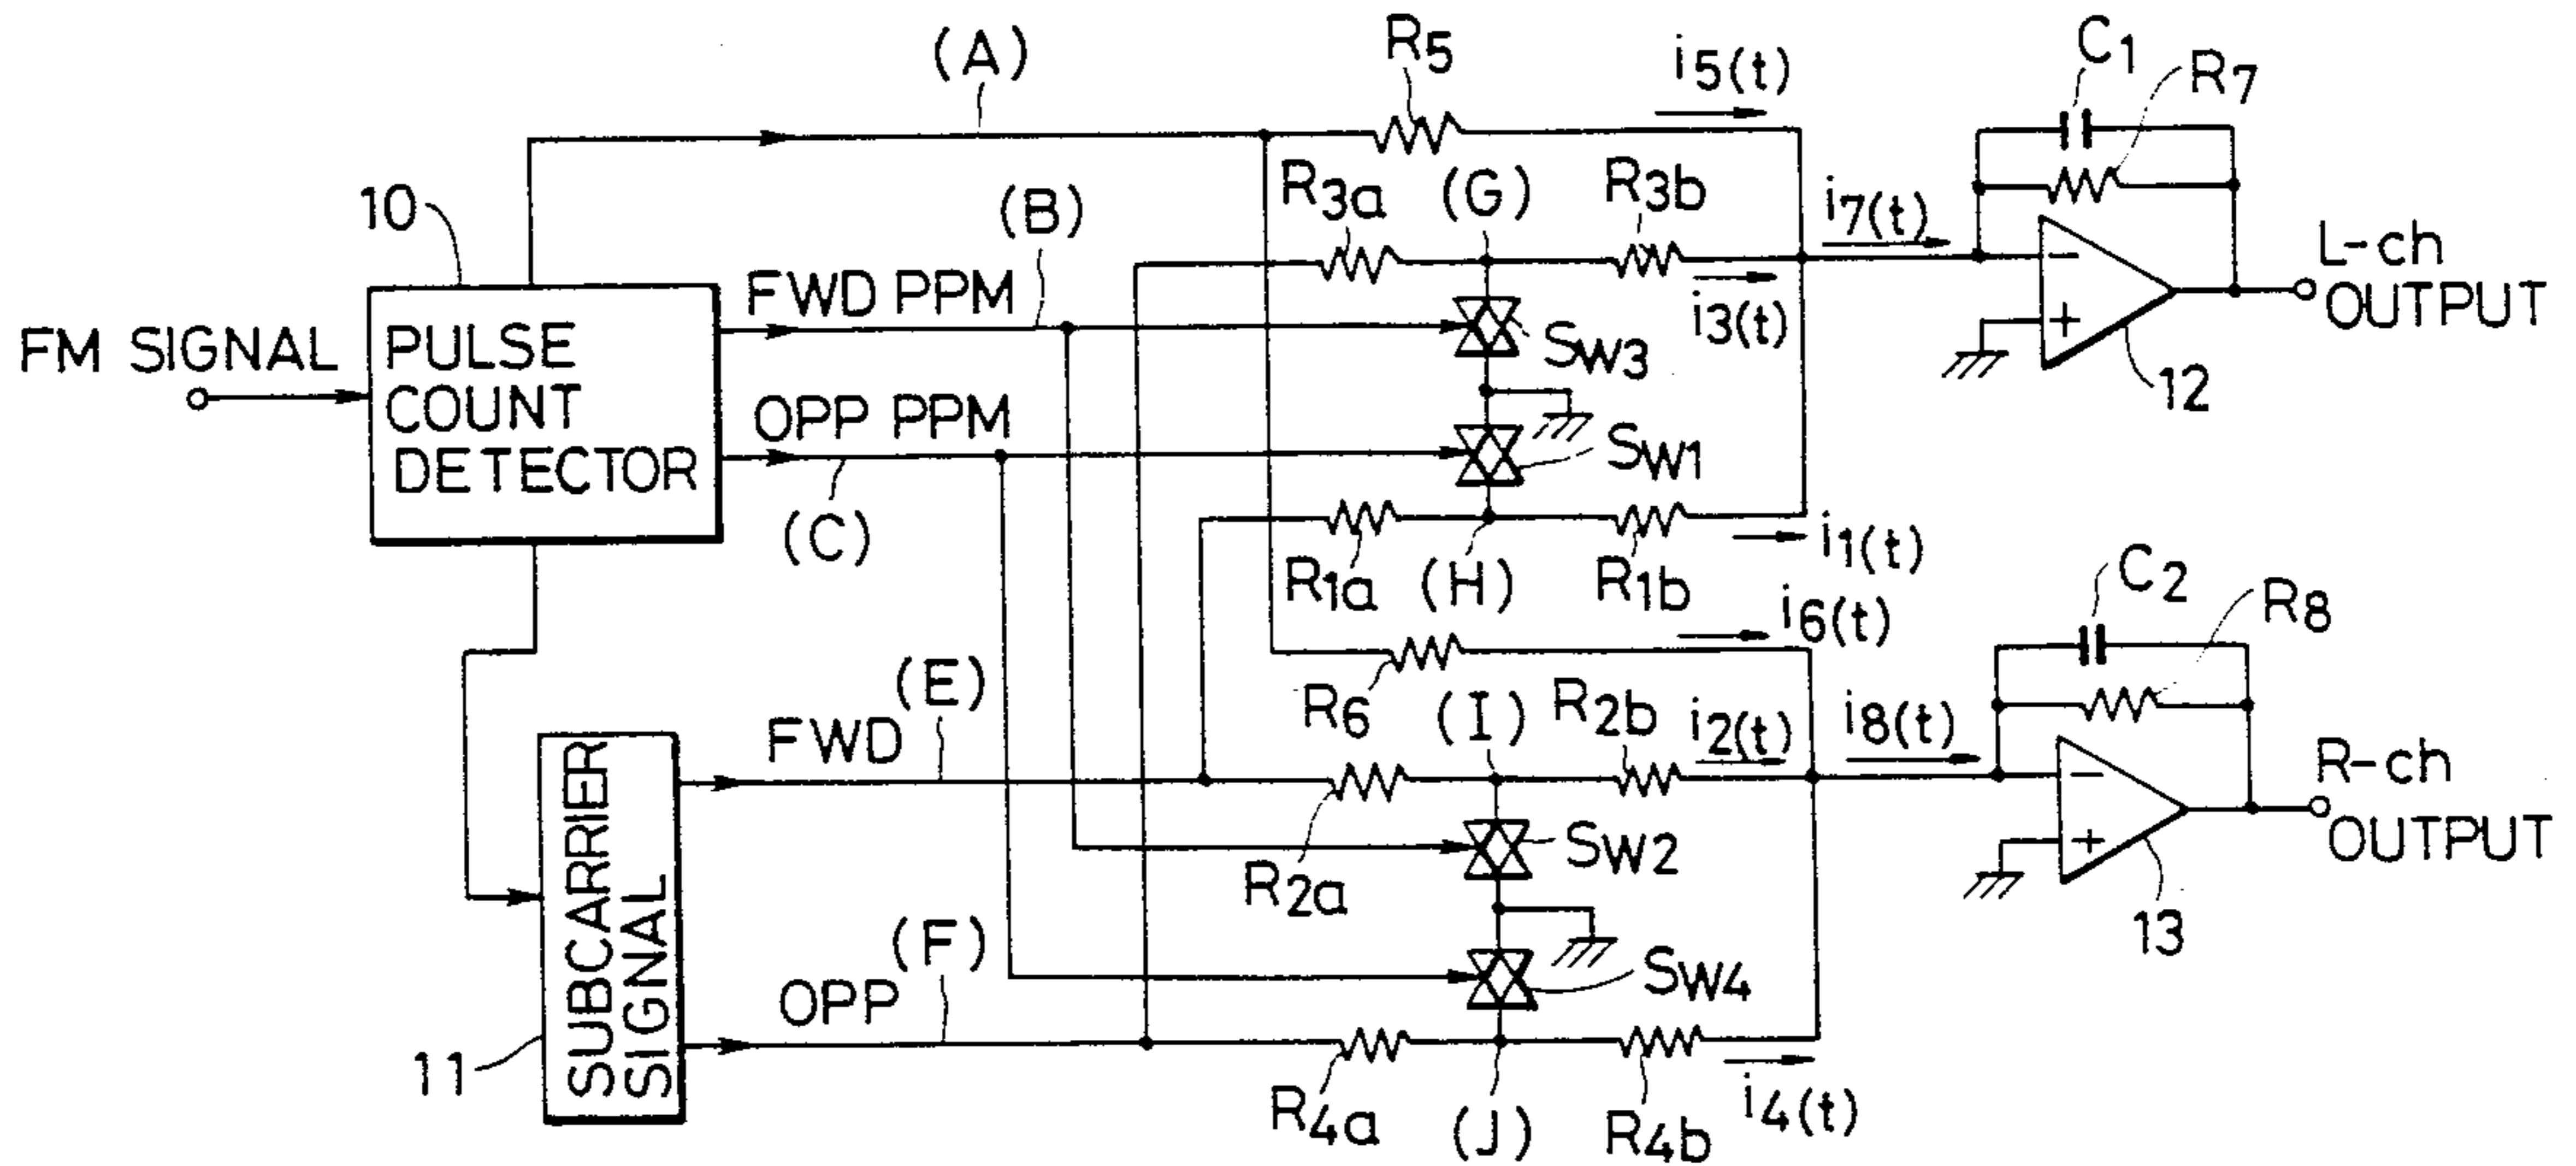 (A)
R5
i5(t)
C1
R7
10
(B)
R3a
(G)
R3b
i7(t)
L-ch
OUTPUT
FM SIGNAL
PULSE
COUNT
DETECTOR
FWD PPM
SW3
i3(t)
−
+
12
OPP PPM
(C)
SW1
R1a
(H)
R1b
i1(t)
i6(t)
C2
R8
R6
(E)
FWD
(I)
R2b
i2(t)
i8(t)
R-ch
OUTPUT
R2a
SW2
−
+
13
11
SUBCARRIER
SIGNAL
(F)
OPP
SW4
R4a
(J)
R4b
i4(t)